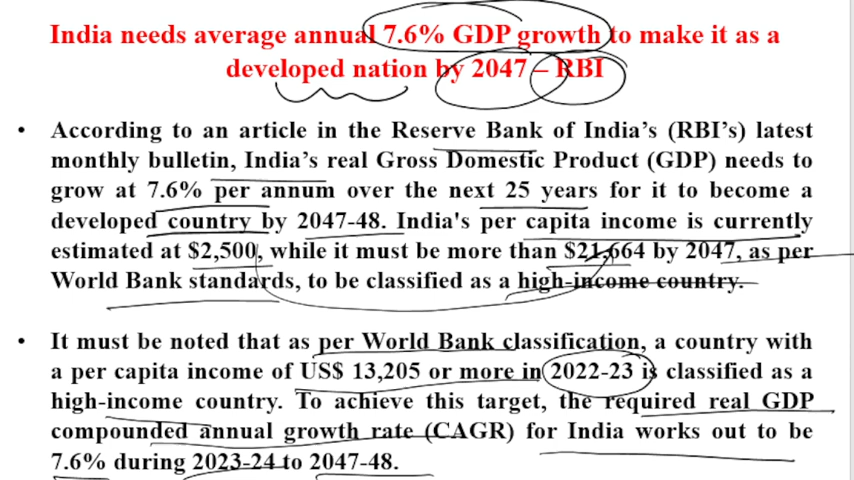 India needs average annual 7.6% GDP growth to make it as a
developed nation by 2047 – RBI
• According to an article in the Reserve Bank of India's (RBI's) latest
monthly bulletin, India's real Gross Domestic Product (GDP) needs to
grow at 7.6% per annum over the next 25 years for it to become a
developed country by 2047-48. India's per capita income is currently
estimated at $2,500, while it must be more than $21,664 by 2047, as per
World Bank standards, to be classified as a high-income country.
• It must be noted that as per World Bank classification, a country with
a per capita income of US$ 13,205 or more in 2022-23 is classified as a
high-income country. To achieve this target, the required real GDP
compounded annual growth rate (CAGR) for India works out to be
7.6% during 2023-24 to 2047-48.